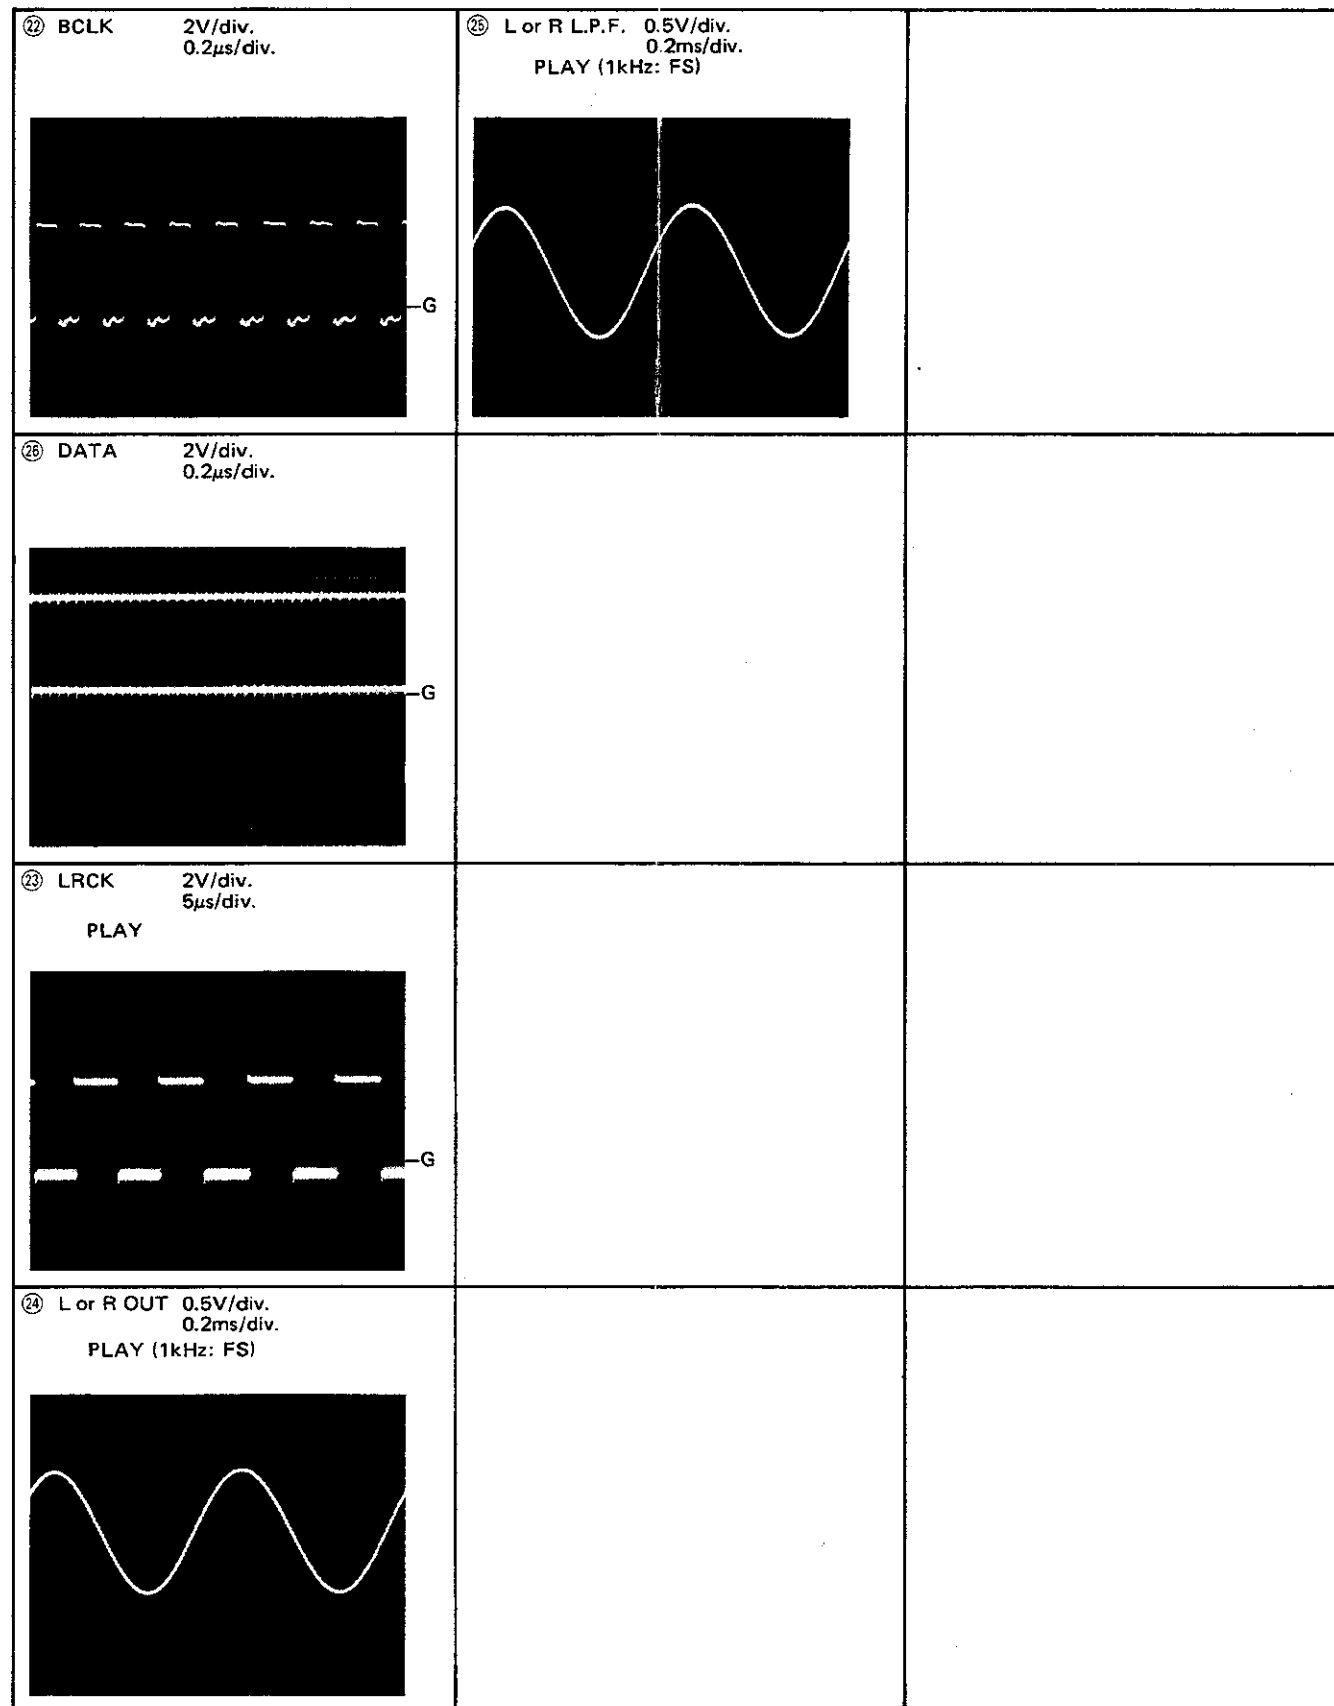 ㉒ BCLK 2V/div.
0.2μs/div.
-G
㉕ L or R L.P.F. 0.5V/div.
0.2ms/div.
PLAY (1kHz: FS)
㉖ DATA 2V/div.
0.2μs/div.
-G
㉓ LRCK 2V/div.
5μs/div.
PLAY
-G
㉔ L or R OUT 0.5V/div.
0.2ms/div.
PLAY (1kHz: FS)